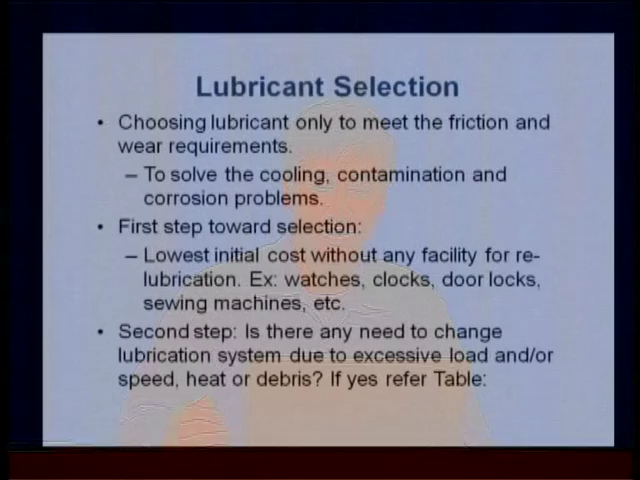 Lubricant Selection
• Choosing lubricant only to meet the friction and
wear requirements.
– To solve the cooling, contamination and
corrosion problems.
• First step toward selection:
– Lowest initial cost without any facility for re-
lubrication. Ex: watches, clocks, door locks,
sewing machines, etc.
• Second step: Is there any need to change
lubrication system due to excessive load and/or
speed, heat or debris? If yes refer Table: